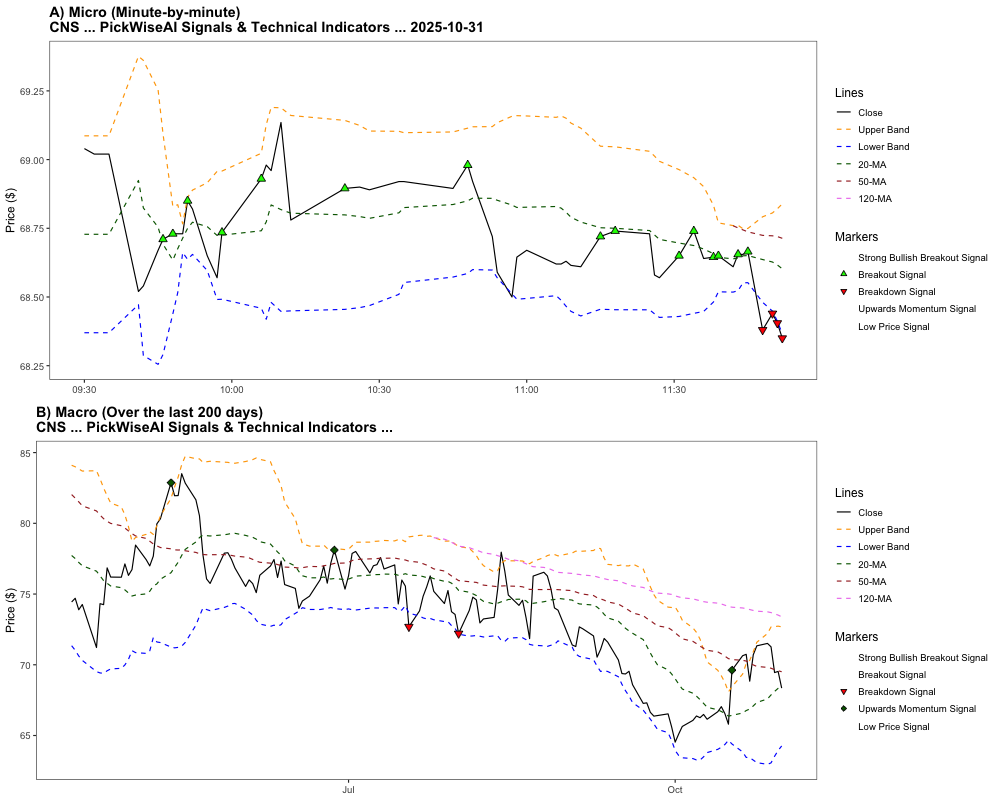 A) Micro (Minute-by-minute)
CNS ... PickWiseAI Signals & Technical Indicators ... 2025-10-31
Price ($)
69.25
69.00
68.75
68.50
68.25
09:30
10:00
10:30
11:00
11:30
Lines
Close
Upper Band
Lower Band
20-MA
50-MA
120-MA
Markers
Strong Bullish Breakout Signal
Breakout Signal
Breakdown Signal
Upwards Momentum Signal
Low Price Signal
B) Macro (Over the last 200 days)
CNS ... PickWiseAI Signals & Technical Indicators ...
Price ($)
85
80
75
70
65
Jul
Oct
Lines
Close
Upper Band
Lower Band
20-MA
50-MA
120-MA
Markers
Strong Bullish Breakout Signal
Breakout Signal
Breakdown Signal
Upwards Momentum Signal
Low Price Signal